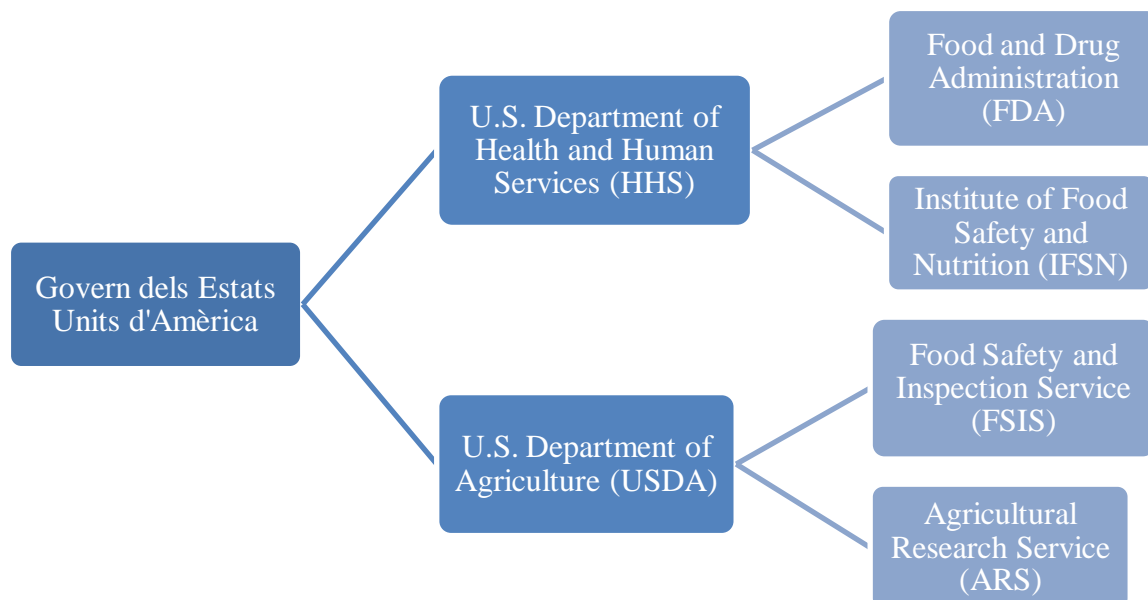 Food and Drug
Administration
(FDA)
U.S. Department of
Health and Human
Services (HHS)
Institute of Food
Safety and
Nutrition (IFSN)
Govern dels Estats
Units d'Amèrica
Food Safety and
Inspection Service
(FSIS)
U.S. Department of
Agriculture (USDA)
Agricultural
Research Service
(ARS)